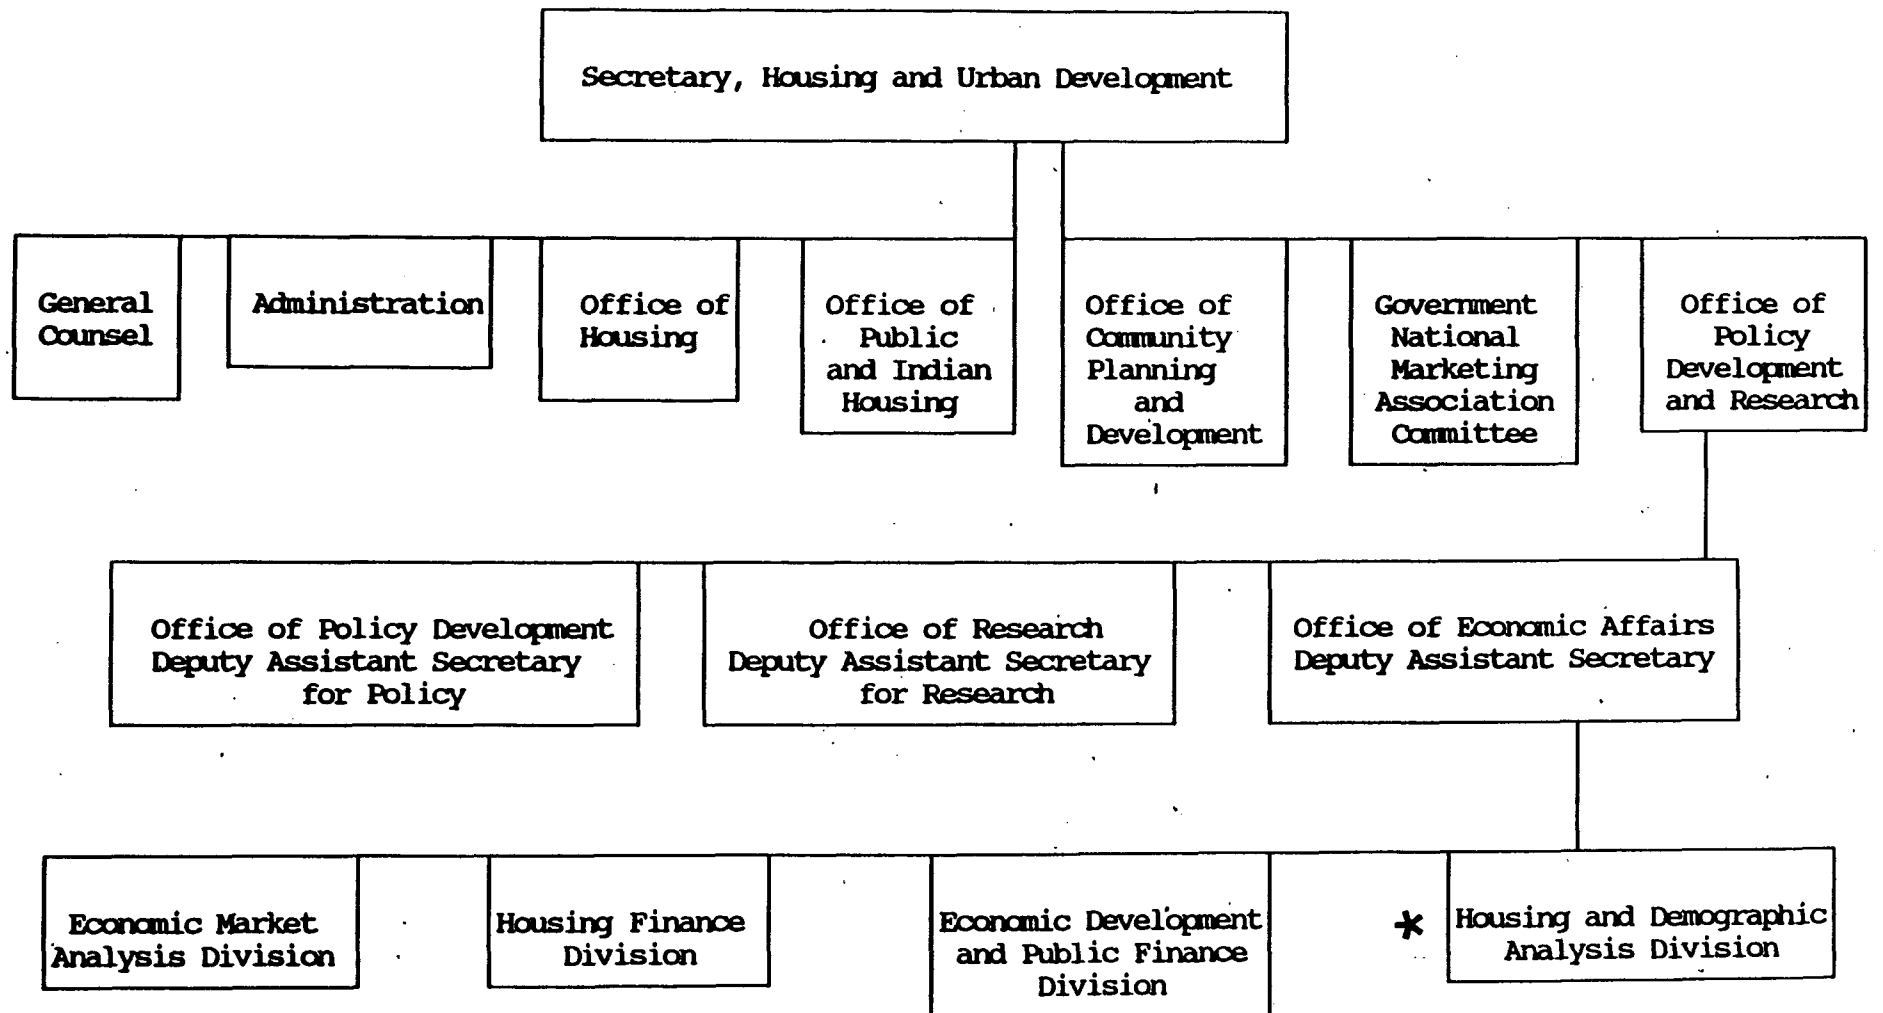 Secretary, Housing and Urban Development
General
Counsel
Administration
Office of
Housing
Office of
Public
and Indian
Housing
Office of
Community
Planning
and
Development
Government
National
Marketing
Association
Committee
Office of
Policy
Development
and Research
Office of Policy Development
Deputy Assistant Secretary
for Policy
Office of Research
Deputy Assistant Secretary
for Research
Office of Economic Affairs
Deputy Assistant Secretary
Economic Market
Analysis Division
Housing Finance
Division
Economic Development
and Public Finance
Division
* Housing and Demographic
Analysis Division